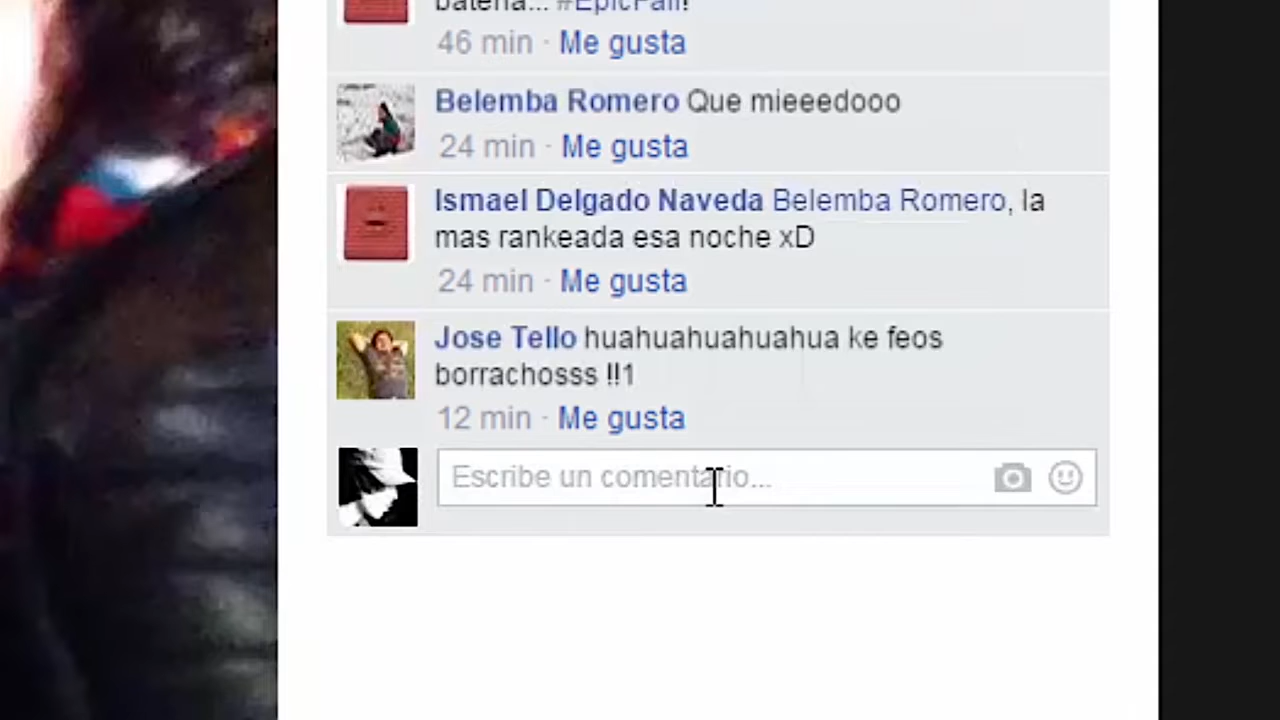 batería... #EpicFail!
46 min · Me gusta
Belemba Romero Que mieeedooo
24 min · Me gusta
Ismael Delgado Naveda Belemba Romero, la
mas rankeada esa noche xD
24 min · Me gusta
Jose Tello huahuahuahuahua ke feos
borrachosss !!1
12 min · Me gusta
Escribe un comentario...